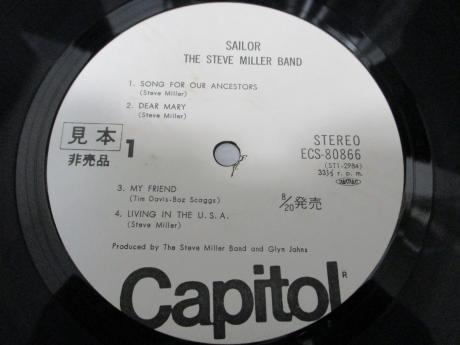 SAILOR
THE STEVE MILLER BAND
1. SONG FOR OUR ANCESTORS
(Steve Miller)
2. DEAR MARY
(Steve Miller)
見本
非売品
1
STEREO
ECS-80866
(ST1-2984)
33⅓ r. p. m.
3. MY FRIEND
(Tim Davis-Boz Scaggs)
4. LIVING IN THE U. S. A.
(Steve Miller)
8/20発売
Produced by The Steve Miller Band and Glyn Johns
Capitol R